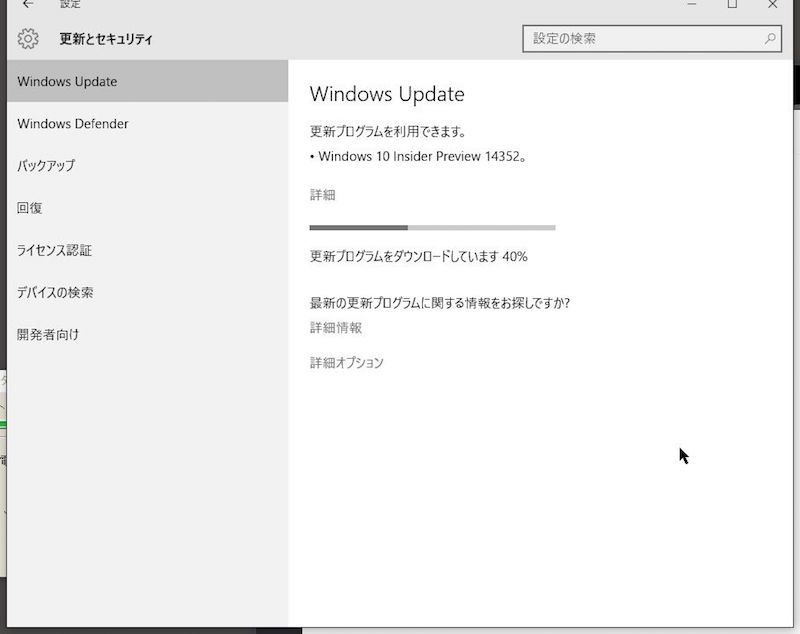 設定
更新とセキュリティ
設定の検索
Windows Update
Windows Defender
バックアップ
回復
ライセンス認証
デバイスの検索
開発者向け
Windows Update
更新プログラムを利用できます。
• Windows 10 Insider Preview 14352。
詳細
更新プログラムをダウンロードしています 40%
最新の更新プログラムに関する情報をお探しですか?
詳細情報
詳細オプション